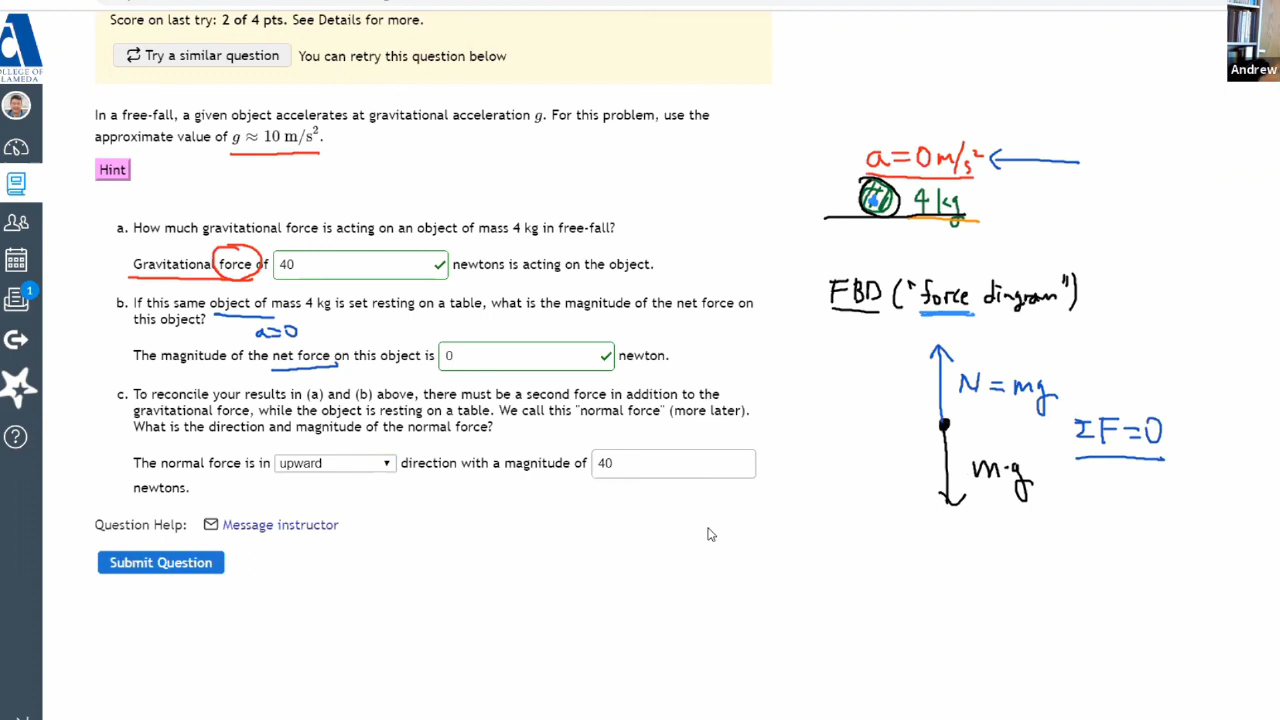 Score on last try: 2 of 4 pts. See Details for more.
Try a similar question You can retry this question below
COLLEGE OF
ALAMEDA
Andrew
In a free-fall, a given object accelerates at gravitational acceleration g. For this problem, use the
approximate value of g ≈ 10 m/s².
Hint
a. How much gravitational force is acting on an object of mass 4 kg in free-fall?
Gravitational force of 40 newtons is acting on the object.
b. If this same object of mass 4 kg is set resting on a table, what is the magnitude of the net force on
this object?
a=0
The magnitude of the net force on this object is 0 newton.
1
c. To reconcile your results in (a) and (b) above, there must be a second force in addition to the
gravitational force, while the object is resting on a table. We call this "normal force" (more later).
What is the direction and magnitude of the normal force?
The normal force is in upward direction with a magnitude of 40
newtons.
Question Help: Message instructor
Submit Question
a = 0 m/s²
4 kg
FBD ("force diagram")
N = mg
ΣF = 0
m·g